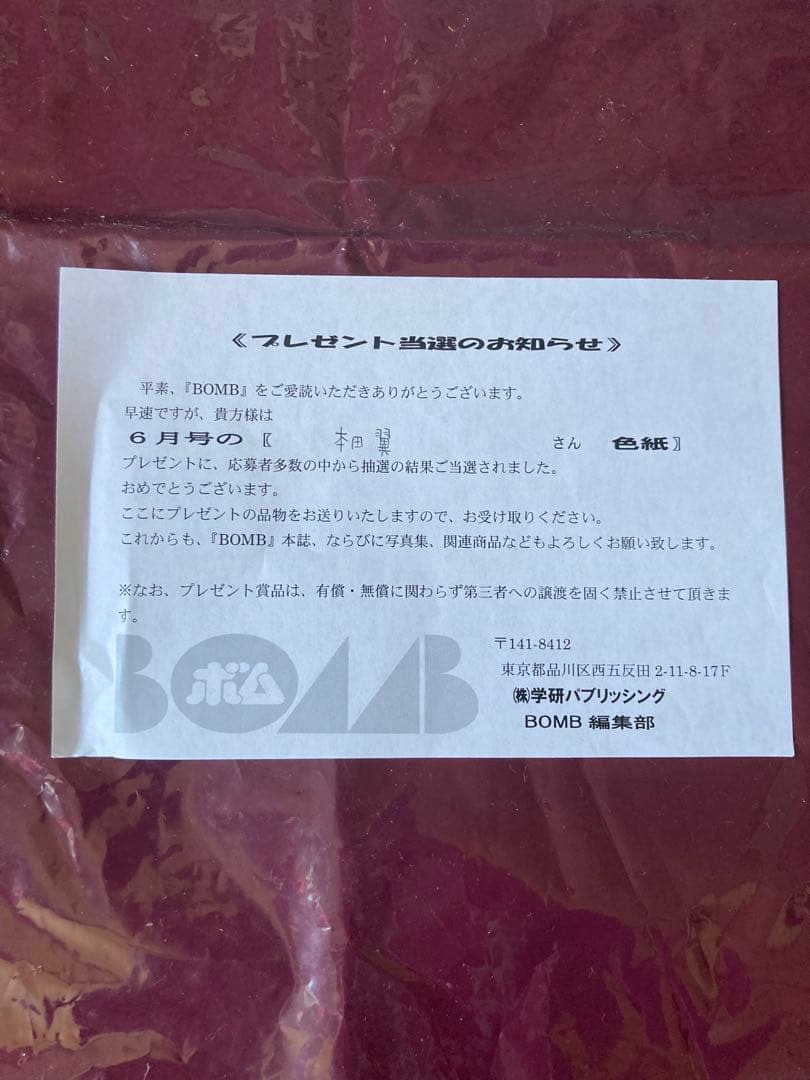 《プレゼント当選のお知らせ》
平素、『BOMB』をご愛読いただきありがとうございます。
早速ですが、貴方様は
6月号の〖 本田 翼 さん 色紙〗
プレゼントに、応募者多数の中から抽選の結果ご当選されました。
おめでとうございます。
ここにプレゼントの品物をお送りいたしますので、お受け取りください。
これからも、『BOMB』本誌、ならびに写真集、関連商品などもよろしくお願い致します。
※なお、プレゼント賞品は、有償・無償に関わらず第三者への譲渡を固く禁止させて頂きま
す。
BOMB
ボム
〒141-8412
東京都品川区西五反田 2-11-8-17F
㈱学研パブリッシング
BOMB 編集部